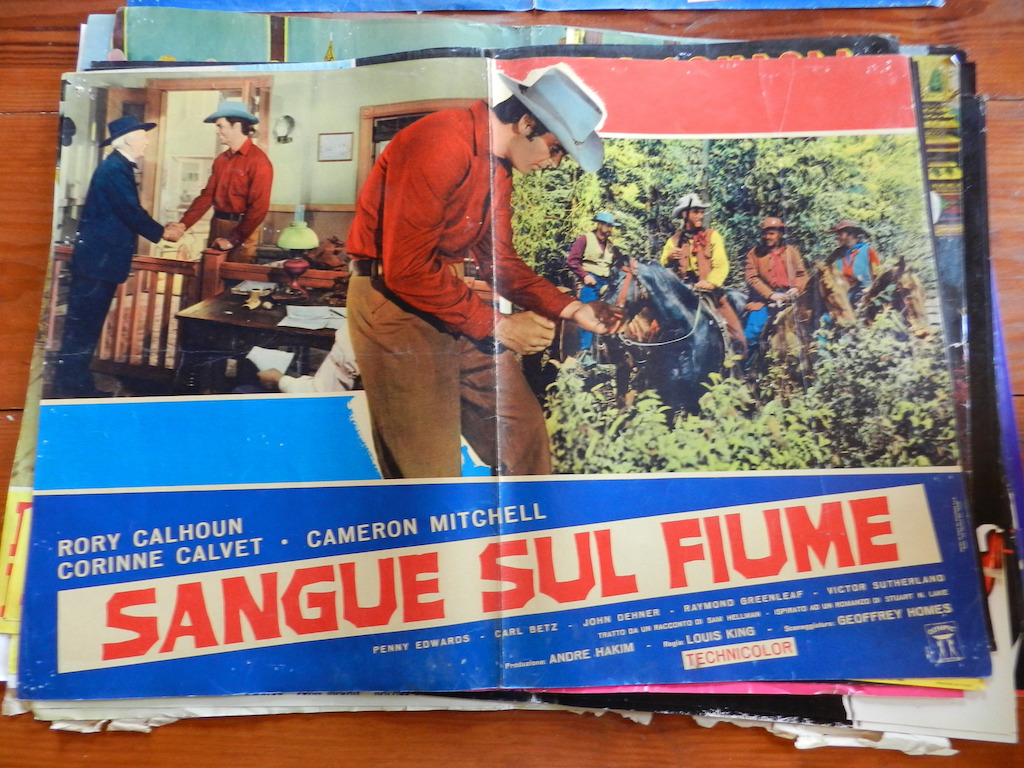 RORY CALHOUN
CORINNE CALVET · CAMERON MITCHELL
SANGUE SUL FIUME
PENNY EDWARDS - CARL BETZ - JOHN DEHNER - RAYMOND GREENLEAF - VICTOR SUTHERLAND
TRATTO DA UN RACCONTO DI SAM HELLMAN - ISPIRATO AD UN ROMANZO DI STUART N. LAKE
Produzione: ANDRE HAKIM - Regia: LOUIS KING - Sceneggiatura: GEOFFREY HOMES
TECHNICOLOR